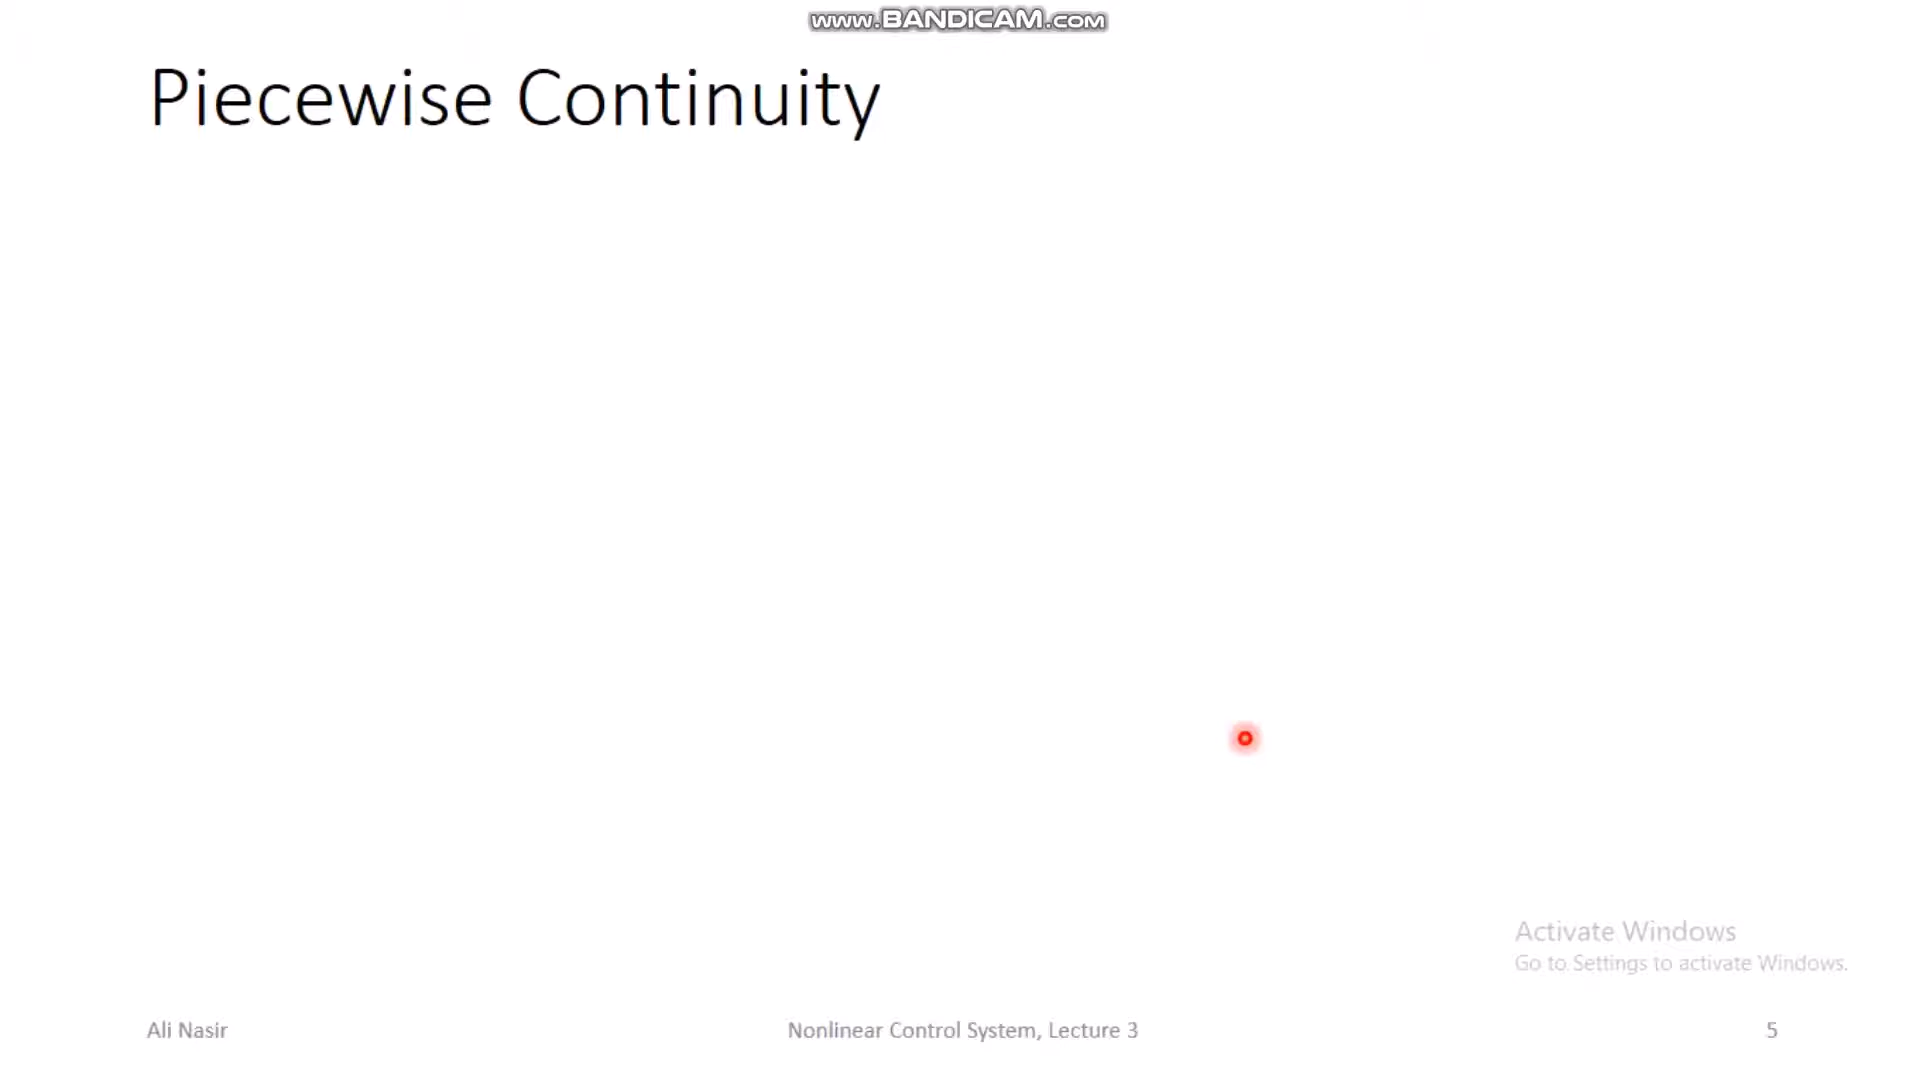 www.BANDICAM.com
Piecewise Continuity
Activate Windows
Go to Settings to activate Windows.
Ali Nasir
Nonlinear Control System, Lecture 3
5